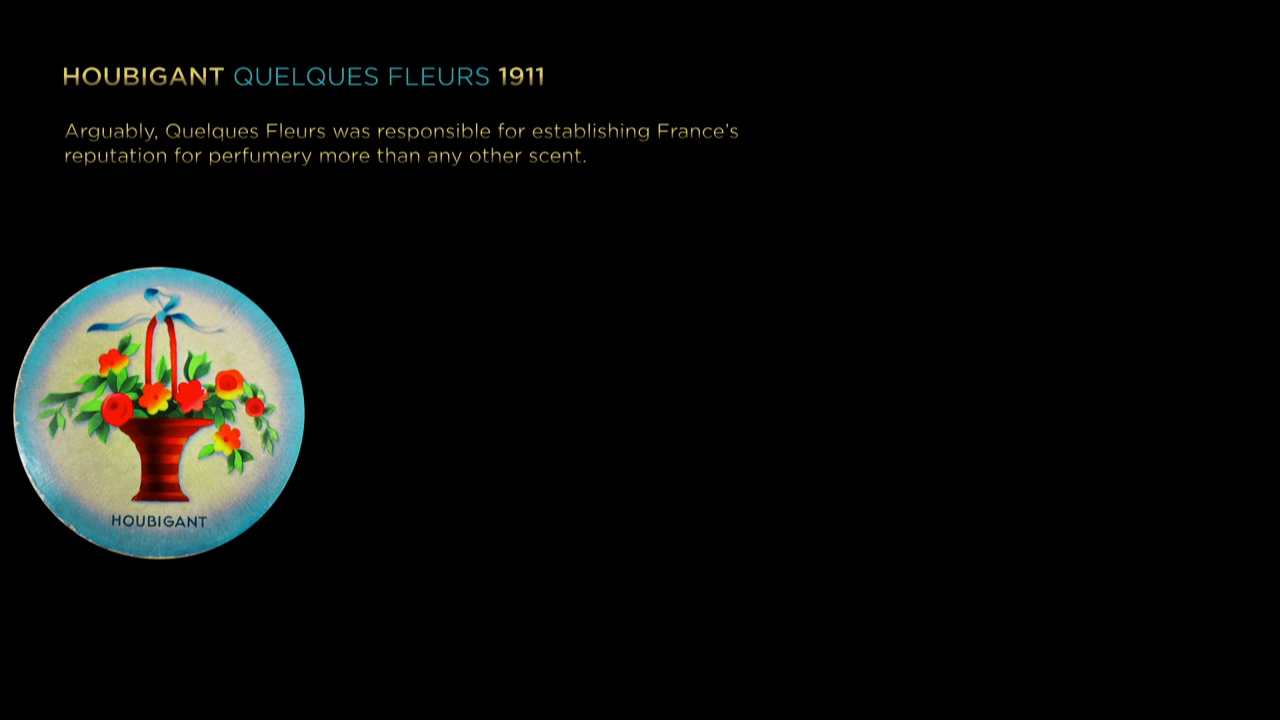 HOUBIGANT QUELQUES FLEURS 1911
Arguably, Quelques Fleurs was responsible for establishing France’s
reputation for perfumery more than any other scent.
HOUBIGANT